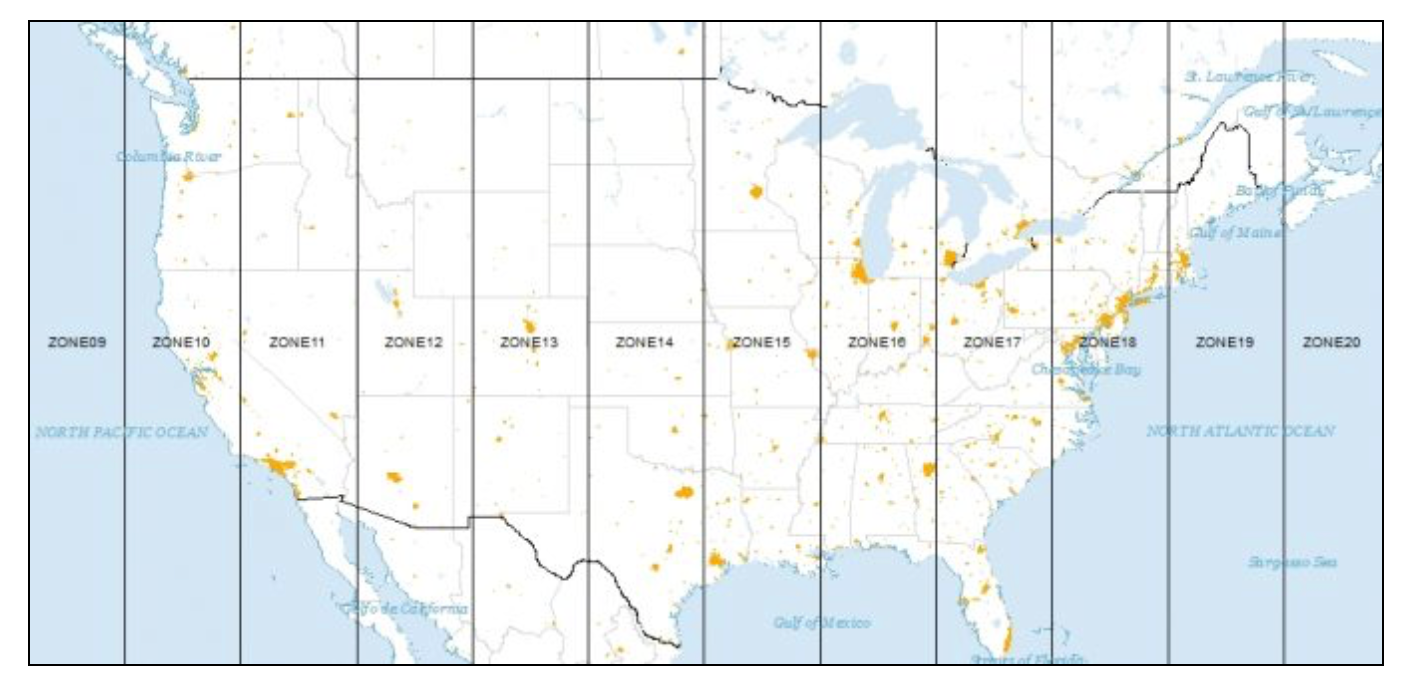 St. Lawrence River
Gulf of St Lawrence
Columbia River
Bay of Fundy
Gulf of Maine
ZONE09
ZONE10
ZONE11
ZONE12
ZONE13
ZONE14
ZONE15
ZONE16
ZONE17
ZONE18
ZONE19
ZONE20
Chesapeake Bay
NORTH PACIFIC OCEAN
NORTH ATLANTIC OCEAN
Sargasso Sea
Golfo de California
Gulf of Mexico
Straits of Florida